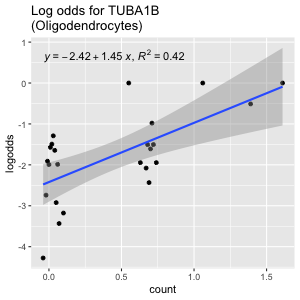 Log odds for TUBA1B
(Oligodendrocytes)
y = −2.42 + 1.45 x, R² = 0.42
logodds
1
0
-1
-2
-3
-4
0.0 0.5 1.0 1.5
count